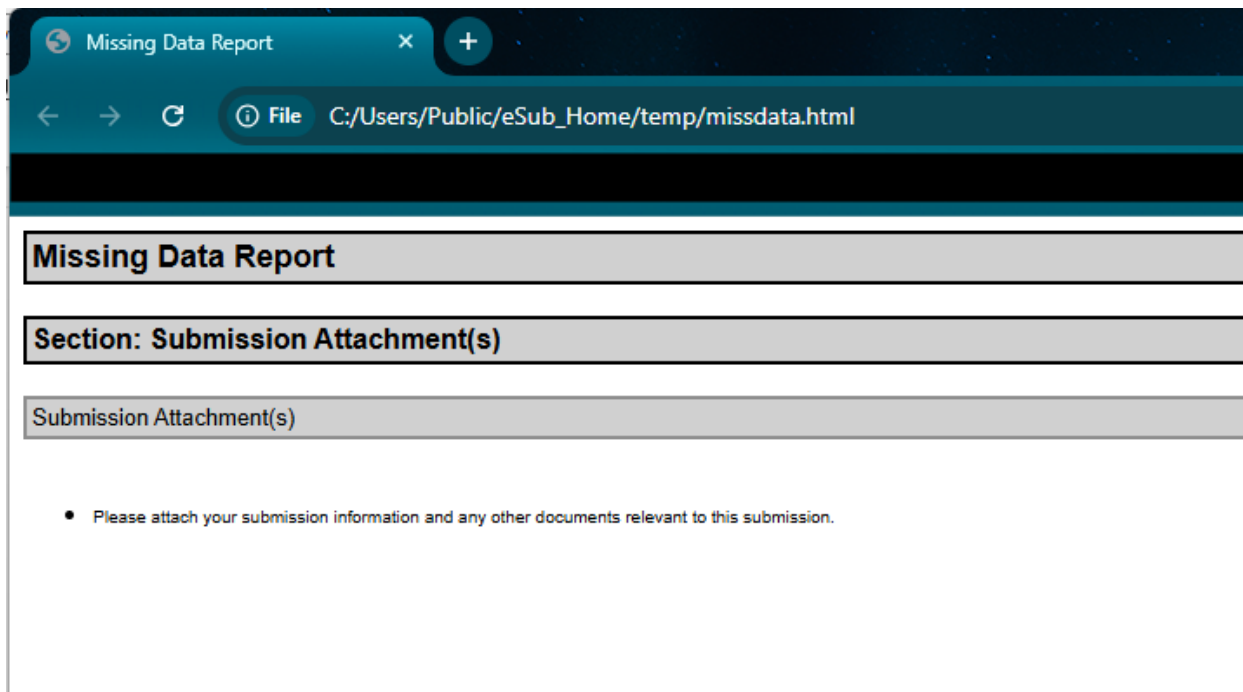 Missing Data Report
File C:/Users/Public/eSub_Home/temp/missdata.html
Missing Data Report
Section: Submission Attachment(s)
Submission Attachment(s)
Please attach your submission information and any other documents relevant to this submission.